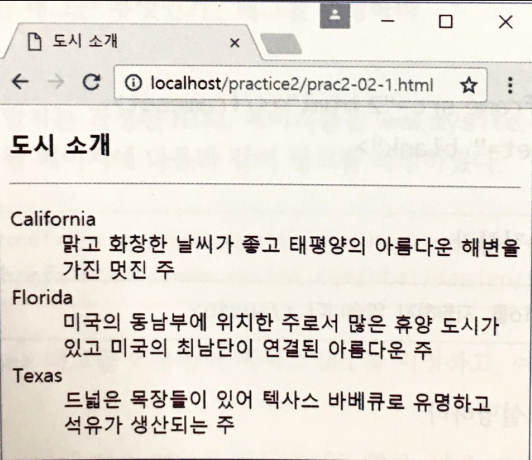 도시 소개
localhost/practice2/prac2-02-1.html
도시 소개
California
맑고 화창한 날씨가 좋고 태평양의 아름다운 해변을
가진 멋진 주
Florida
미국의 동남부에 위치한 주로서 많은 휴양 도시가
있고 미국의 최남단이 연결된 아름다운 주
Texas
드넓은 목장들이 있어 텍사스 바베큐로 유명하고
석유가 생산되는 주